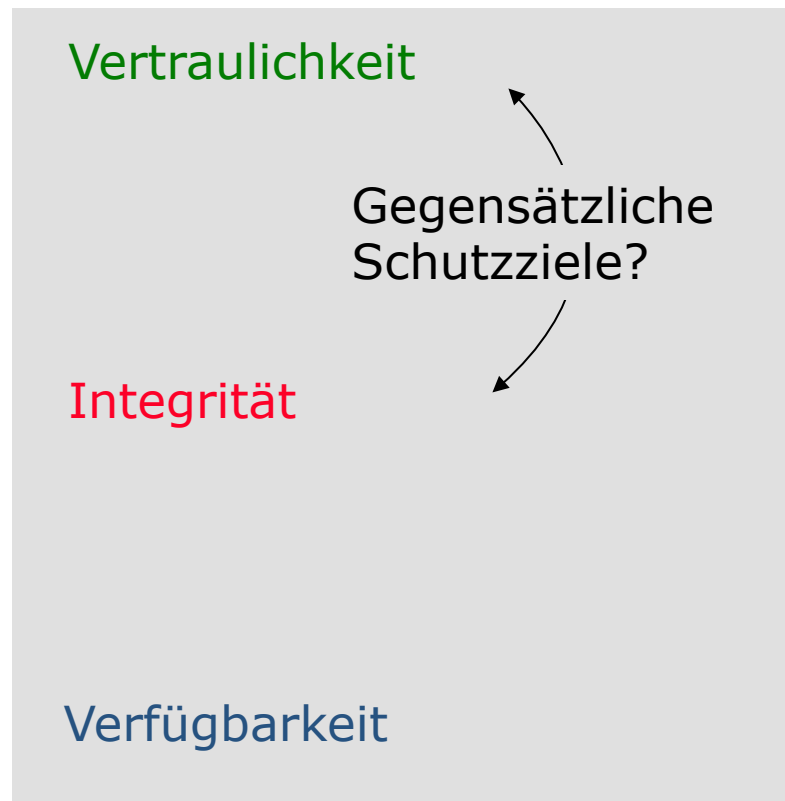 Vertraulichkeit
Gegensätzliche
Schutzziele?
Integrität
Verfügbarkeit